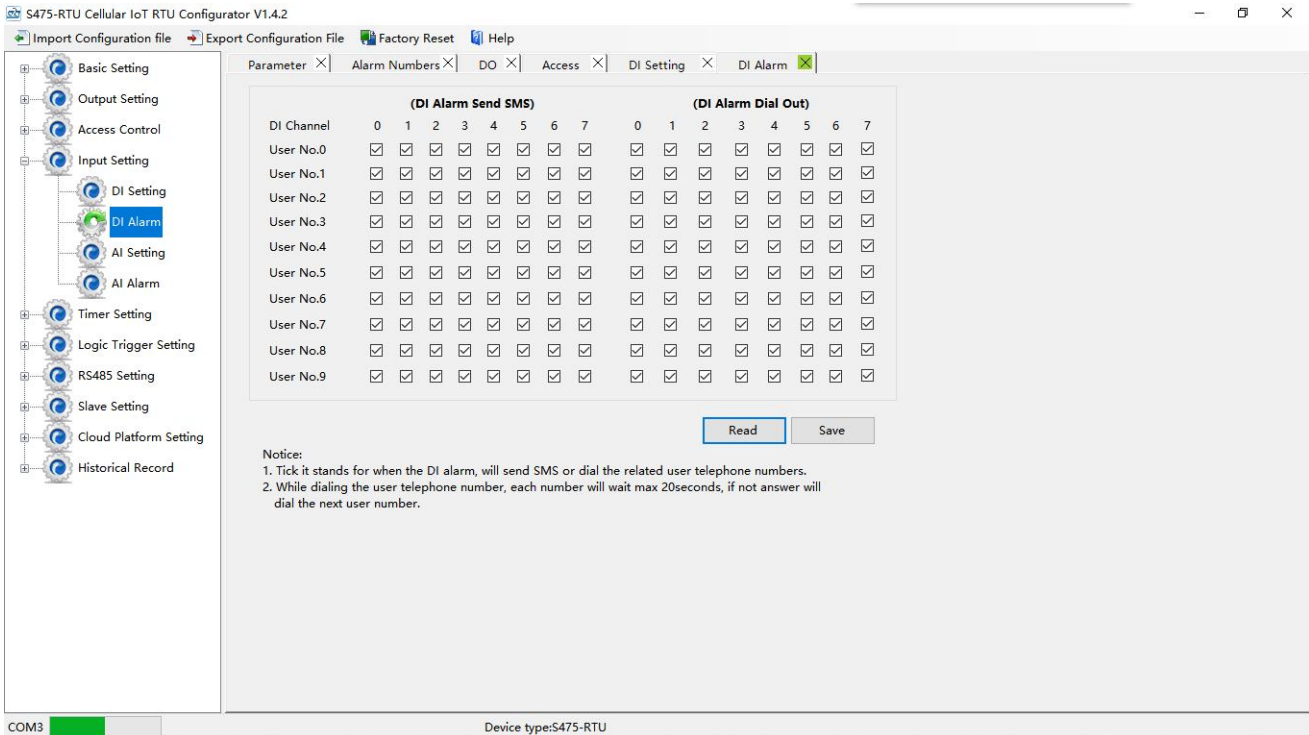 S475-RTU Cellular IoT RTU Configurator V1.4.2
Import Configuration file Export Configuration File Factory Reset Help
Basic Setting
Output Setting
Access Control
Input Setting
DI Setting
DI Alarm
AI Setting
AI Alarm
Timer Setting
Logic Trigger Setting
RS485 Setting
Slave Setting
Cloud Platform Setting
Historical Record
Parameter Alarm Numbers DO Access DI Setting DI Alarm
(DI Alarm Send SMS) (DI Alarm Dial Out)
DI Channel 0 1 2 3 4 5 6 7 0 1 2 3 4 5 6 7
User No.0
User No.1
User No.2
User No.3
User No.4
User No.5
User No.6
User No.7
User No.8
User No.9
Read Save
Notice:
1. Tick it stands for when the DI alarm, will send SMS or dial the related user telephone numbers.
2. While dialing the user telephone number, each number will wait max 20seconds, if not answer will
dial the next user number.
COM3 Device type:S475-RTU